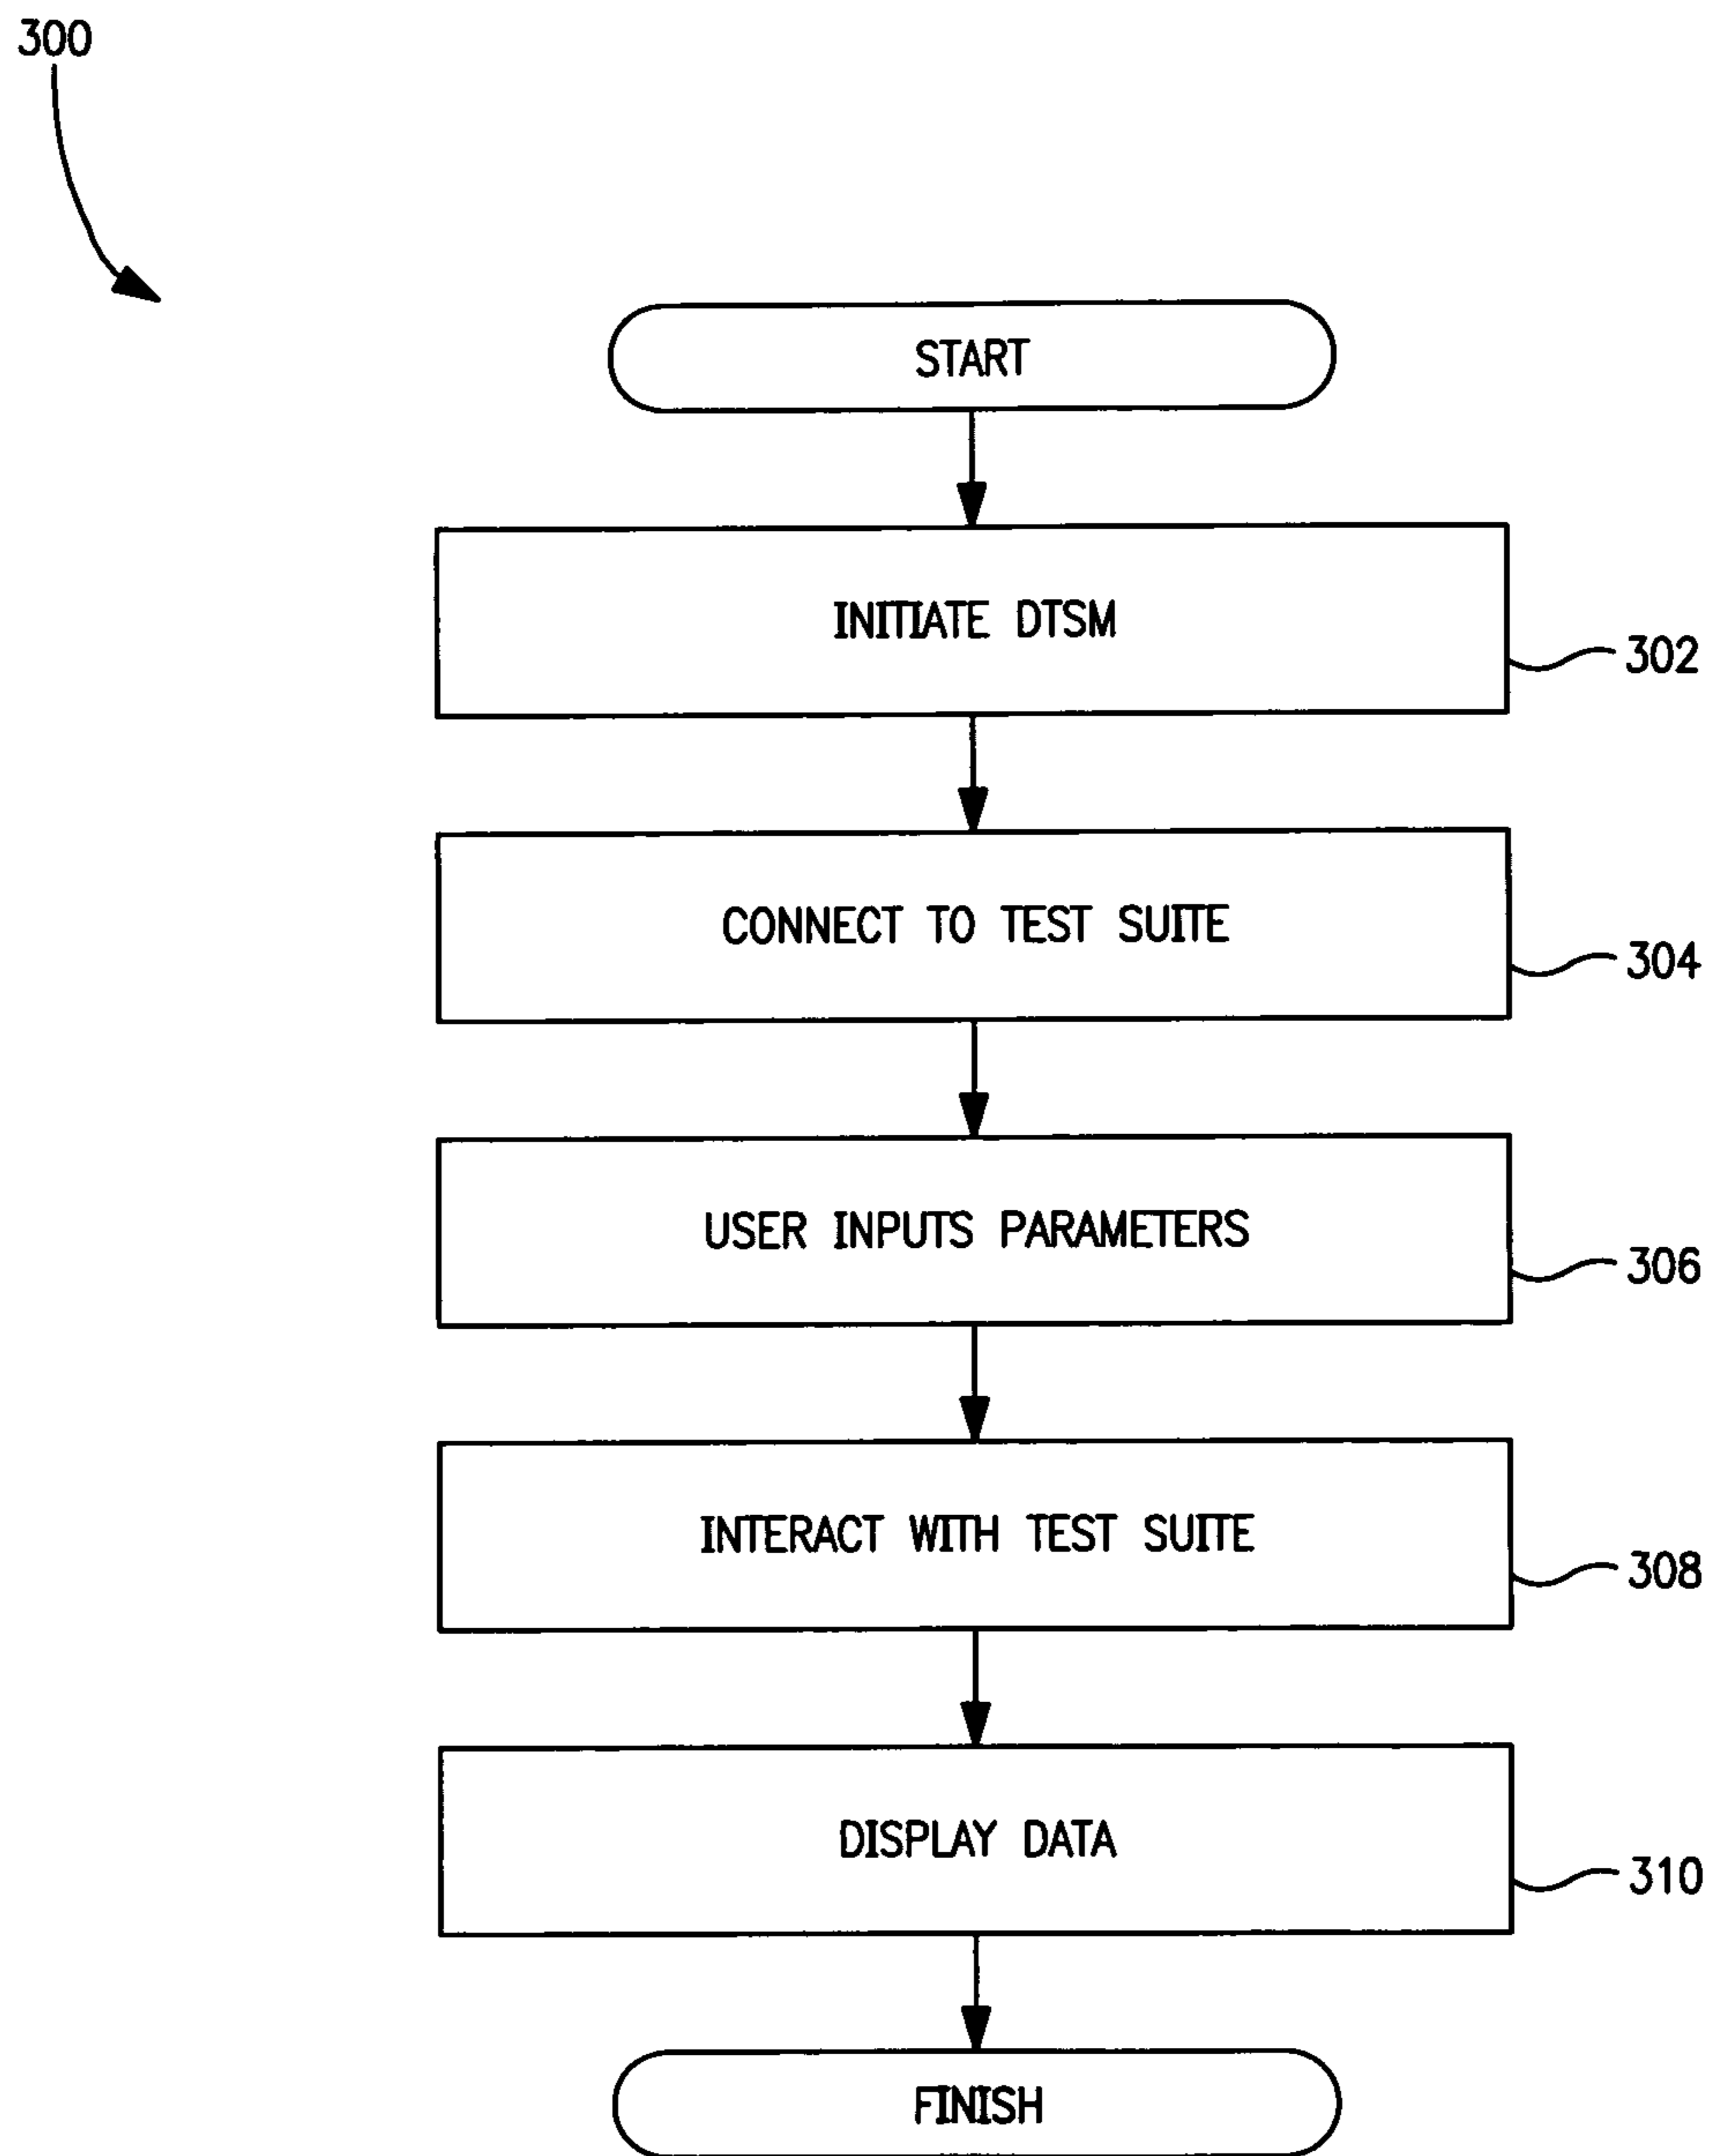 300
START
INITIATE DTSM
302
CONNECT TO TEST SUITE
304
USER INPUTS PARAMETERS
306
INTERACT WITH TEST SUITE
308
DISPLAY DATA
310
FINISH